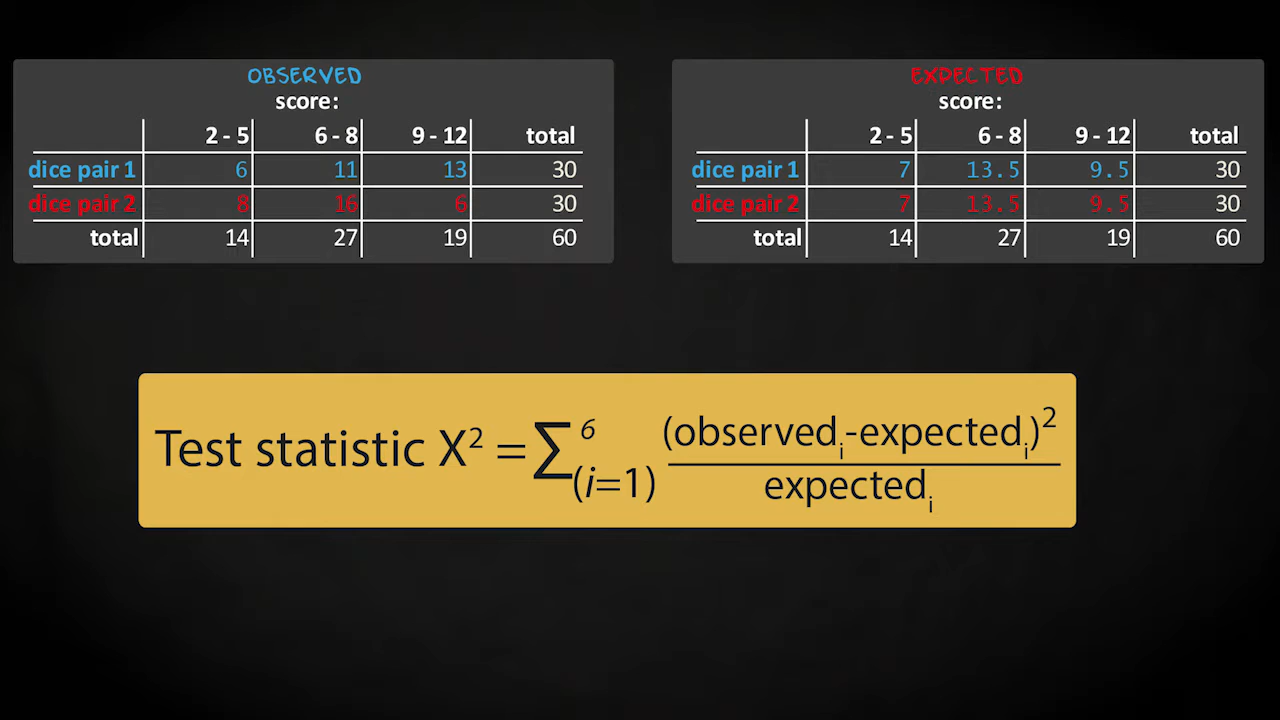 OBSERVED
score:
2 - 5 6 - 8 9 - 12 total
dice pair 1 6 11 13 30
dice pair 2 8 16 6 30
total 14 27 19 60
EXPECTED
score:
2 - 5 6 - 8 9 - 12 total
dice pair 1 7 13.5 9.5 30
dice pair 2 7 13.5 9.5 30
total 14 27 19 60
Test statistic X² = ∑⁶₍ᵢ₌₁₎ (observedᵢ-expectedᵢ)²
expectedᵢ